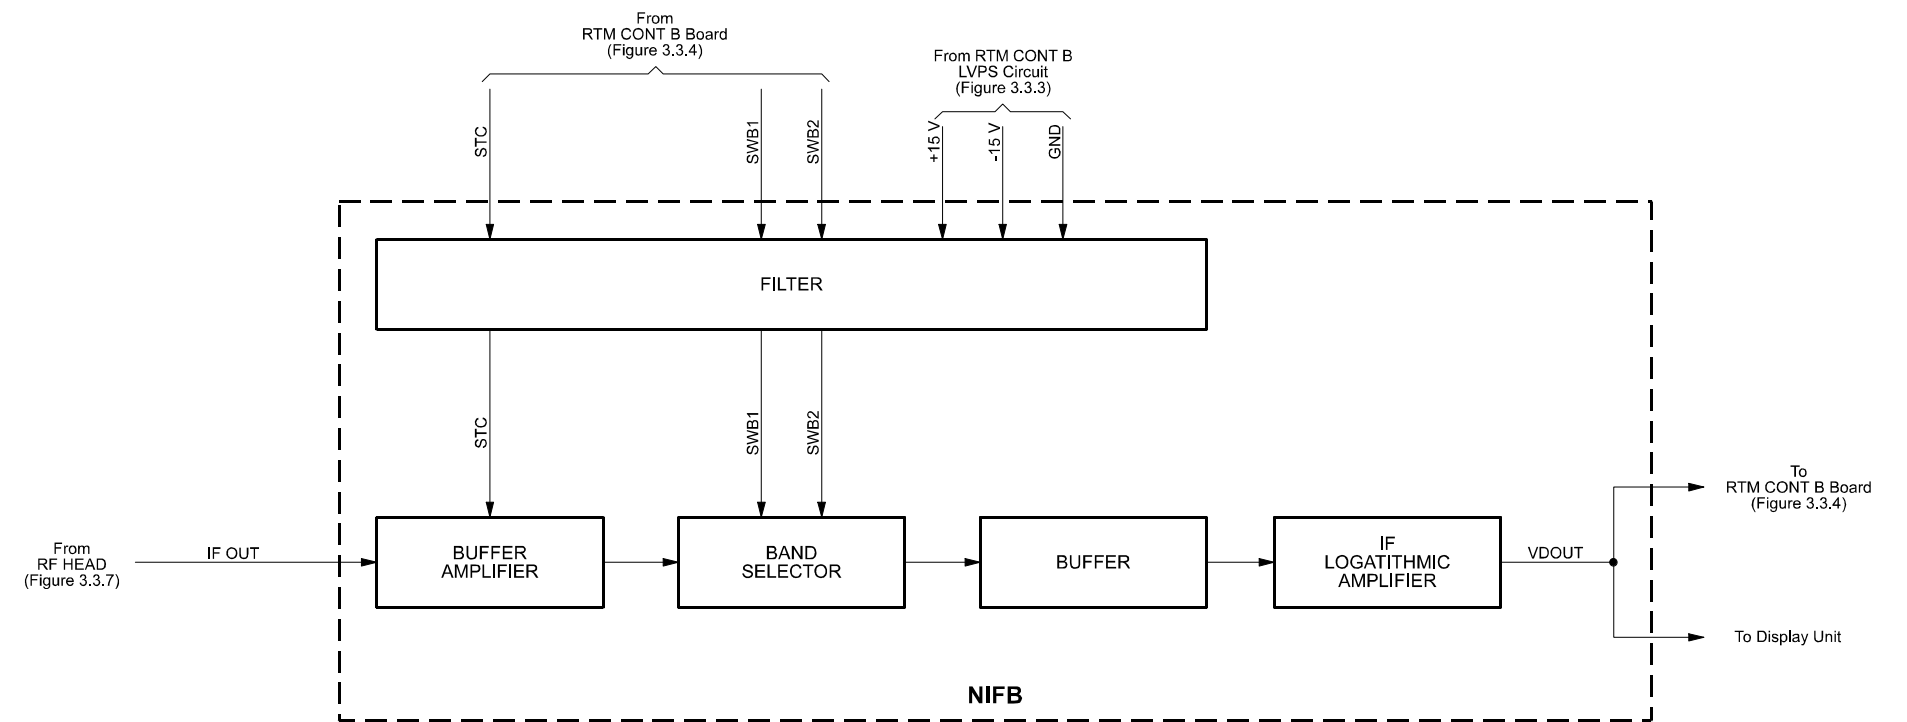 From
RTM CONT B Board
(Figure 3.3.4)
From RTM CONT B
LVPS Circuit
(Figure 3.3.3)
STC
SWB1
SWB2
+15 V
-15 V
GND
FILTER
STC
SWB1
SWB2
From
RF HEAD
(Figure 3.3.7)
IF OUT
BUFFER
AMPLIFIER
BAND
SELECTOR
BUFFER
IF
LOGATITHMIC
AMPLIFIER
VDOUT
To
RTM CONT B Board
(Figure 3.3.4)
To Display Unit
NIFB